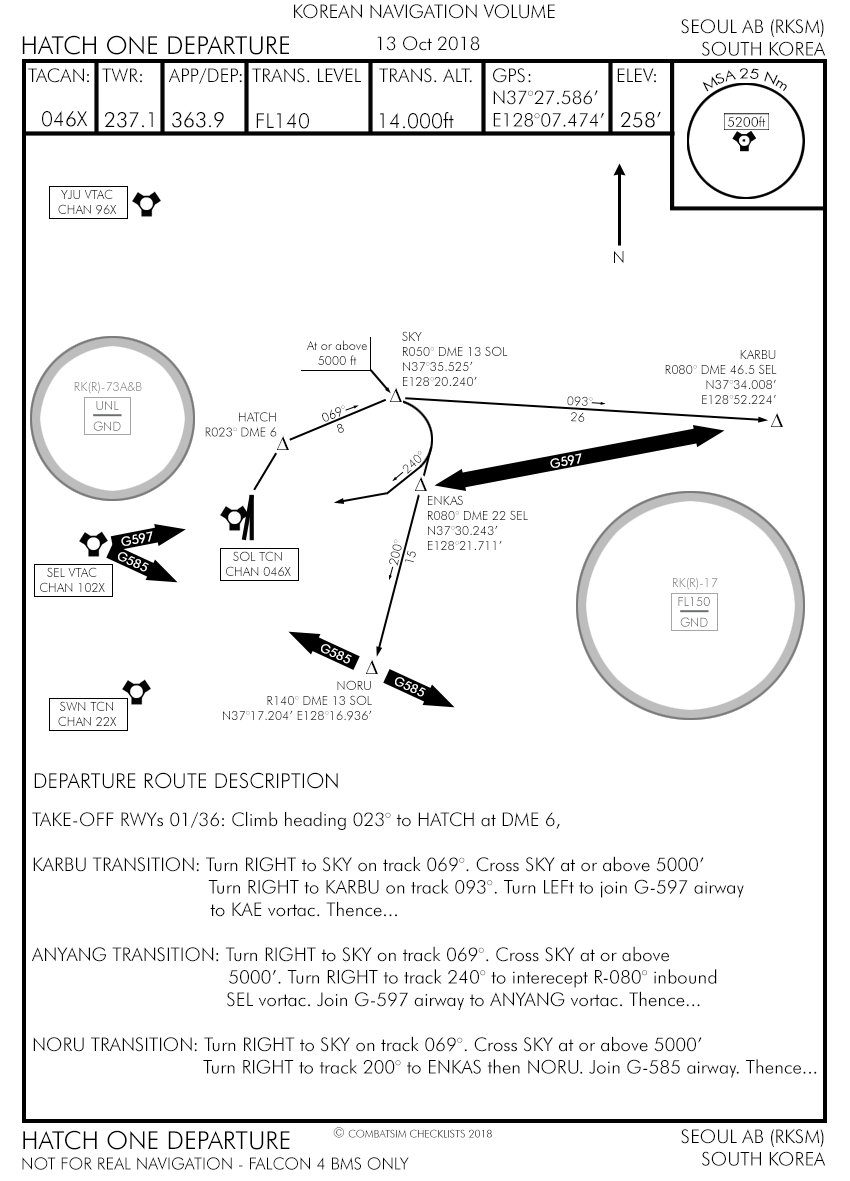 KOREAN NAVIGATION VOLUME
HATCH ONE DEPARTURE
13 Oct 2018
SEOUL AB (RKSM)
SOUTH KOREA
TACAN:
046X
TWR:
237.1
APP/DEP:
363.9
TRANS. LEVEL
FL140
TRANS. ALT.
14.000ft
GPS:
N37°27.586’
E128°07.474’
ELEV:
258’
MSA 25 Nm
5200ft
YJU VTAC
CHAN 96X
N
At or above
5000 ft
SKY
R050° DME 13 SOL
N37°35.525’
E128°20.240’
KARBU
R080° DME 46.5 SEL
N37°34.008’
E128°52.224’
RK(R)-73A&B
UNL
GND
HATCH
R023° DME 6
069°
8
093°
26
240°
G597
ENKAS
R080° DME 22 SEL
N37°30.243’
E128°21.711’
G597
G585
SEL VTAC
CHAN 102X
SOL TCN
CHAN 046X
200°
15
RK(R)-17
FL150
GND
G585
G585
NORU
R140° DME 13 SOL
N37°17.204’ E128°16.936’
SWN TCN
CHAN 22X
DEPARTURE ROUTE DESCRIPTION
TAKE-OFF RWYs 01/36: Climb heading 023° to HATCH at DME 6,
KARBU TRANSITION: Turn RIGHT to SKY on track 069°. Cross SKY at or above 5000’
Turn RIGHT to KARBU on track 093°. Turn LEFt to join G-597 airway
to KAE vortac. Thence...
ANYANG TRANSITION: Turn RIGHT to SKY on track 069°. Cross SKY at or above
5000’. Turn RIGHT to track 240° to interecept R-080° inbound
SEL vortac. Join G-597 airway to ANYANG vortac. Thence...
NORU TRANSITION: Turn RIGHT to SKY on track 069°. Cross SKY at or above 5000’
Turn RIGHT to track 200° to ENKAS then NORU. Join G-585 airway. Thence...
HATCH ONE DEPARTURE
NOT FOR REAL NAVIGATION - FALCON 4 BMS ONLY
© COMBATSIM CHECKLISTS 2018
SEOUL AB (RKSM)
SOUTH KOREA